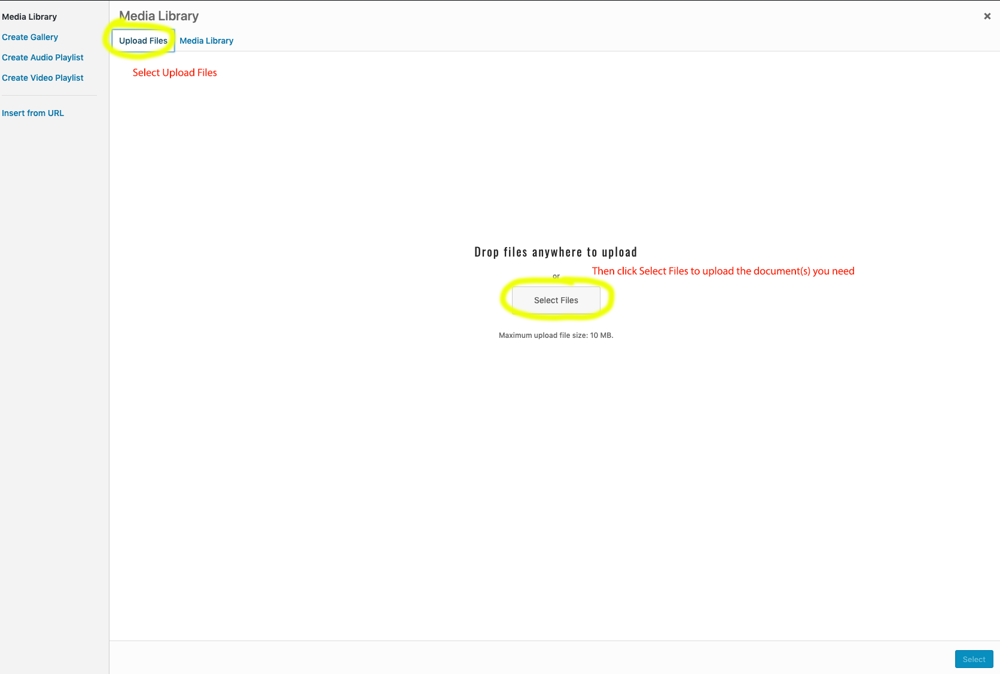 Media Library
Create Gallery
Create Audio Playlist
Create Video Playlist
Insert from URL
Media Library
Upload Files
Media Library
Select Upload Files
Drop files anywhere to upload
Then click Select Files to upload the document(s) you need
or
Select Files
Maximum upload file size: 10 MB.
Select